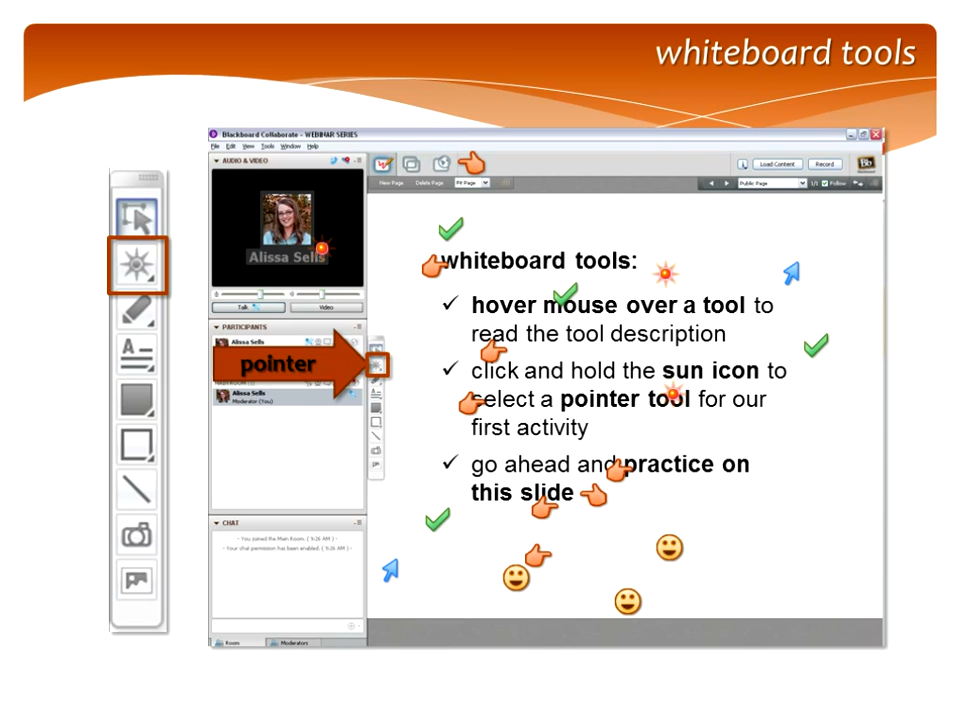 whiteboard tools
Blackboard Collaborate - WEBINAR SERIES
File Edit View Tools Window Help
AUDIO & VIDEO
Load Content Record Bb
New Page Delete Page Fit Page Public Page 1/1 Follow
Alissa Sells
Talk Video
PARTICIPANTS
Alissa Sells
pointer
Alissa Sells
Moderator (You)
whiteboard tools:
✓ hover mouse over a tool to
read the tool description
✓ click and hold the sun icon to
select a pointer tool for our
first activity
✓ go ahead and practice on
this slide
CHAT
- You joined the Main Room. ( 9:26 AM ) -
- Your chat permission has been enabled. ( 9:26 AM ) -
Room Moderators